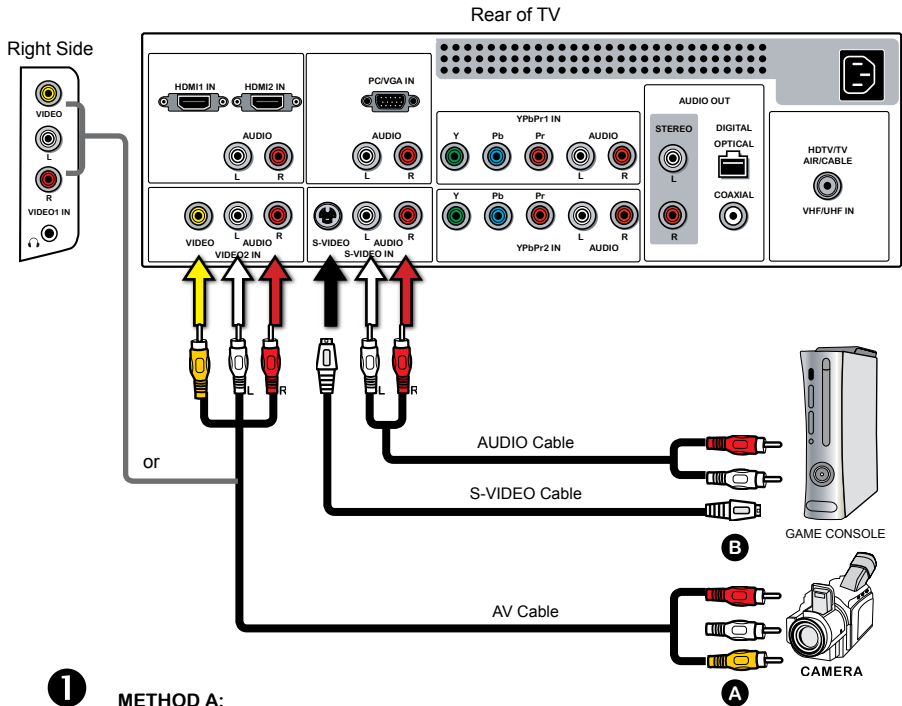 Rear of TV
Right Side
VIDEO
L
R
VIDEO1 IN
HDMI1 IN
HDMI2 IN
AUDIO
L
R
PC/VGA IN
AUDIO
L
R
YPbPr1 IN
Y
Pb
Pr
AUDIO
L
R
AUDIO OUT
STEREO
L
R
DIGITAL
OPTICAL
COAXIAL
HDTV/TV
AIR/CABLE
VHF/UHF IN
VIDEO
L
AUDIO
R
VIDEO2 IN
S-VIDEO
L
AUDIO
R
S-VIDEO IN
Y
Pb
Pr
L
R
YPbPr2 IN
AUDIO
L
R
L
R
or
AUDIO Cable
S-VIDEO Cable
B
GAME CONSOLE
AV Cable
A
CAMERA
1
METHOD A: